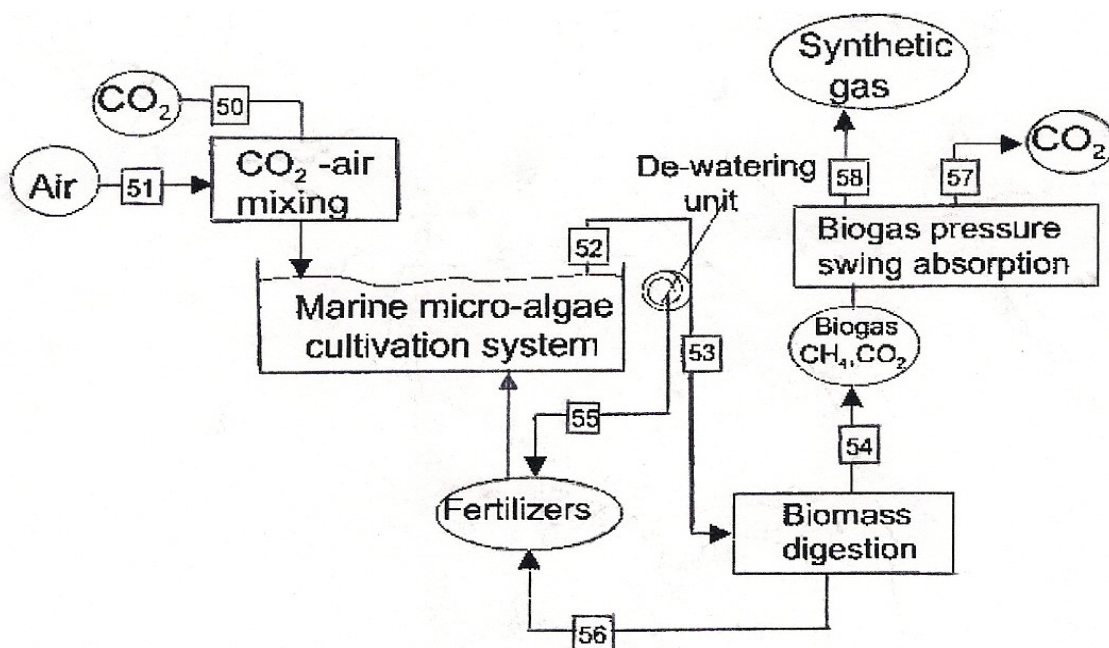 Synthetic
gas
CO₂
50
CO₂
Air
51
CO₂ -air
mixing
De-watering
unit
58
57
52
Biogas pressure
swing absorption
Marine micro-algae
cultivation system
Biogas
CH₄,CO₂
53
55
54
Fertilizers
Biomass
digestion
56